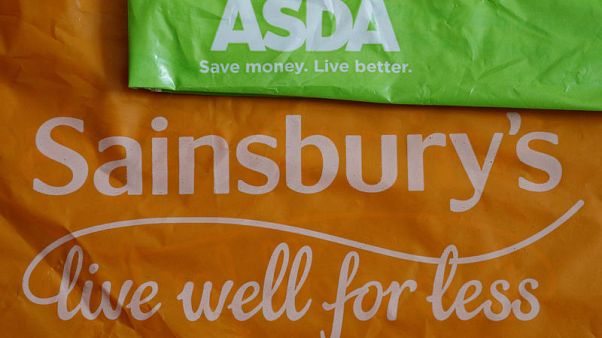 ASDA
Save money. Live better.
Sainsbury's
live well for less